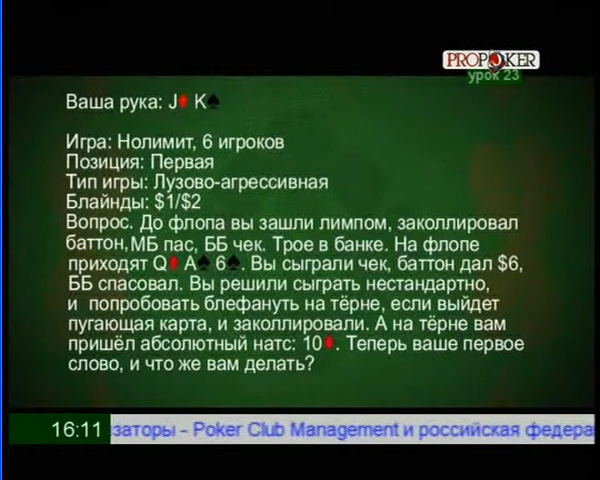 PROPOKER
урок 23
Ваша рука: J♦ K♠
Игра: Нолимит, 6 игроков
Позиция: Первая
Тип игры: Лузово-агрессивная
Блайнды: $1/$2
Вопрос. До флопа вы зашли лимпом, заколлировал
баттон, МБ пас, ББ чек. Трое в банке. На флопе
приходят Q♦ A♠ 6♠. Вы сыграли чек, баттон дал $6,
ББ спасовал. Вы решили сыграть нестандартно,
и попробовать блефануть на тёрне, если выйдет
пугающая карта, и заколлировали. А на тёрне вам
пришёл абсолютный натс: 10♦. Теперь ваше первое
слово, и что же вам делать?
16:11 заторы - Poker Club Management и российская федера